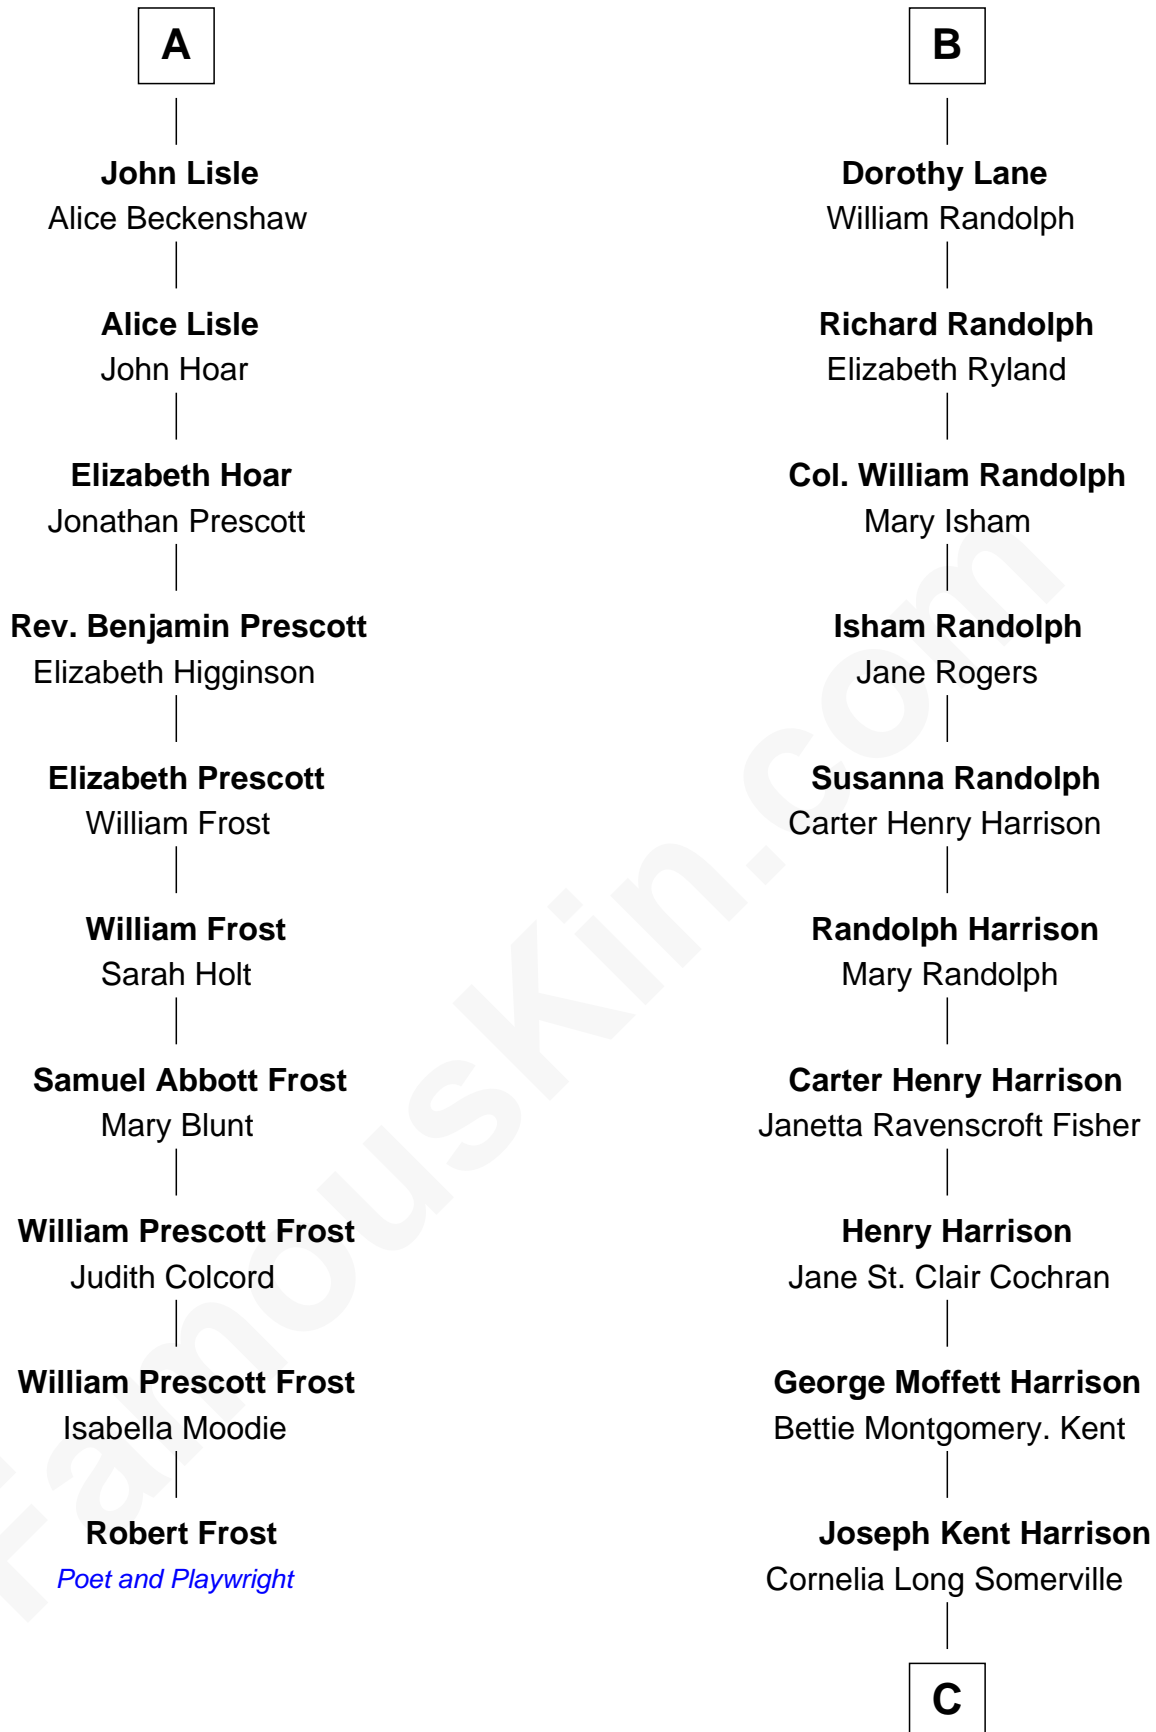 A
John Lisle
Alice Beckenshaw
Alice Lisle
John Hoar
Elizabeth Hoar
Jonathan Prescott
Rev. Benjamin Prescott
Elizabeth Higginson
Elizabeth Prescott
William Frost
William Frost
Sarah Holt
Samuel Abbott Frost
Mary Blunt
William Prescott Frost
Judith Colcord
William Prescott Frost
Isabella Moodie
Robert Frost
Poet and Playwright
B
Dorothy Lane
William Randolph
Richard Randolph
Elizabeth Ryland
Col. William Randolph
Mary Isham
Isham Randolph
Jane Rogers
Susanna Randolph
Carter Henry Harrison
Randolph Harrison
Mary Randolph
Carter Henry Harrison
Janetta Ravenscroft Fisher
Henry Harrison
Jane St. Clair Cochran
George Moffett Harrison
Bettie Montgomery. Kent
Joseph Kent Harrison
Cornelia Long Somerville
C
FamousKin.com